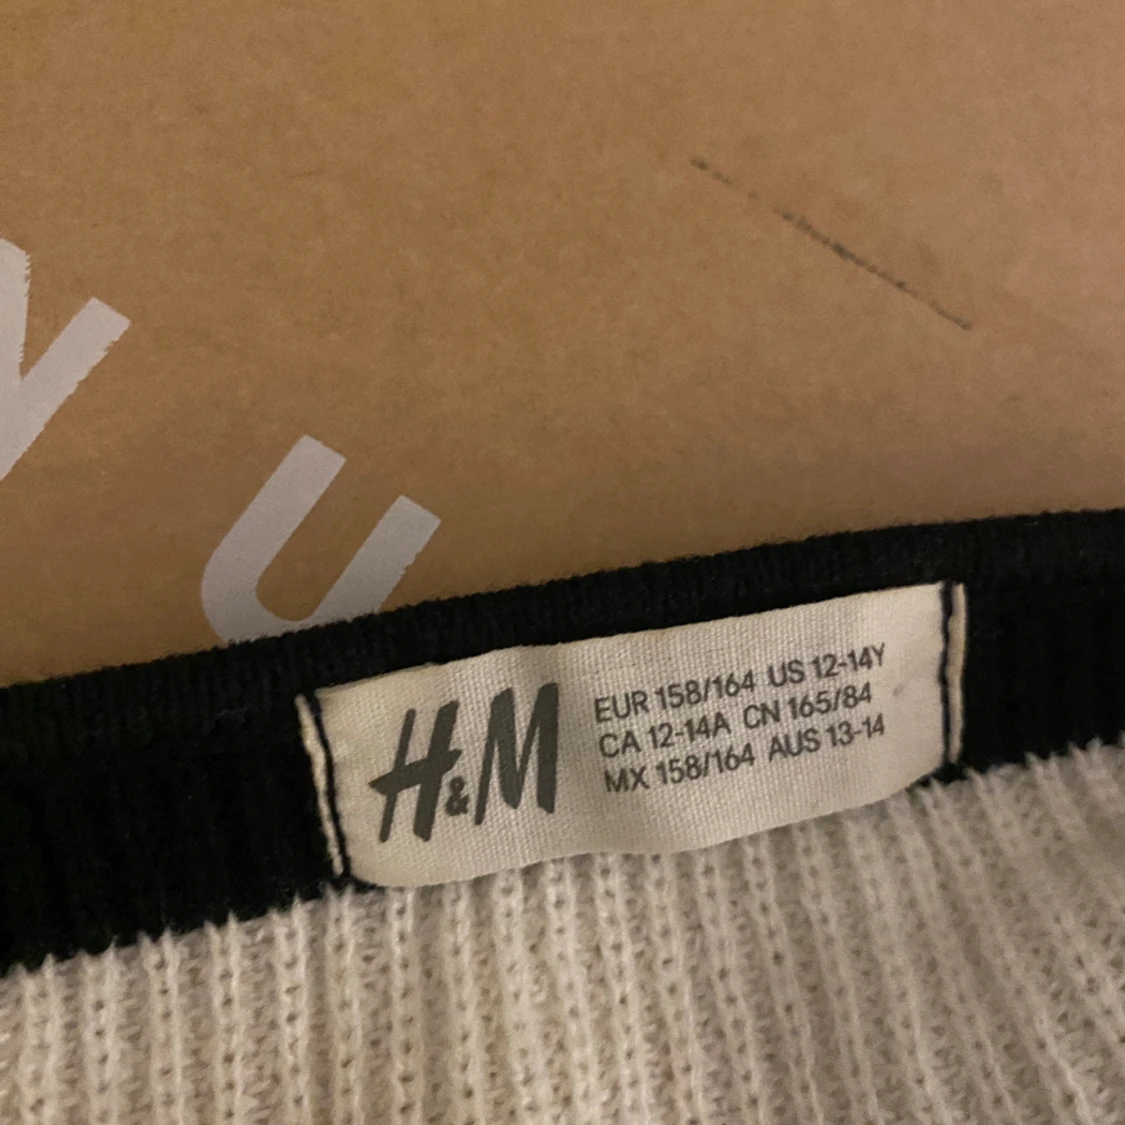 U
H&M
EUR 158/164 US 12-14Y
CA 12-14A CN 165/84
MX 158/164 AUS 13-14